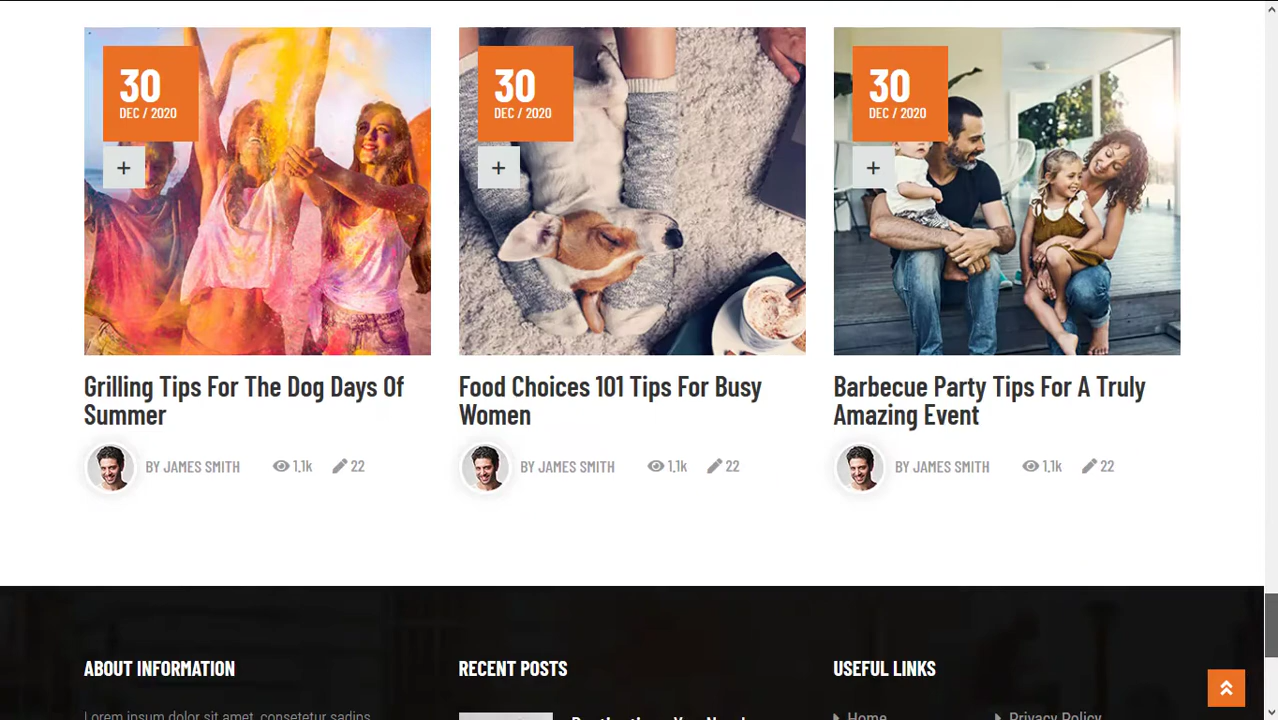 30
DEC / 2020
+
30
DEC / 2020
+
30
DEC / 2020
+
Grilling Tips For The Dog Days Of
Summer
Food Choices 101 Tips For Busy
Women
Barbecue Party Tips For A Truly
Amazing Event
BY JAMES SMITH 1.1k 22
BY JAMES SMITH 1.1k 22
BY JAMES SMITH 1.1k 22
ABOUT INFORMATION
RECENT POSTS
USEFUL LINKS
Lorem ipsum dolor sit amet, consetetur sadips
Home
Privacy Policy